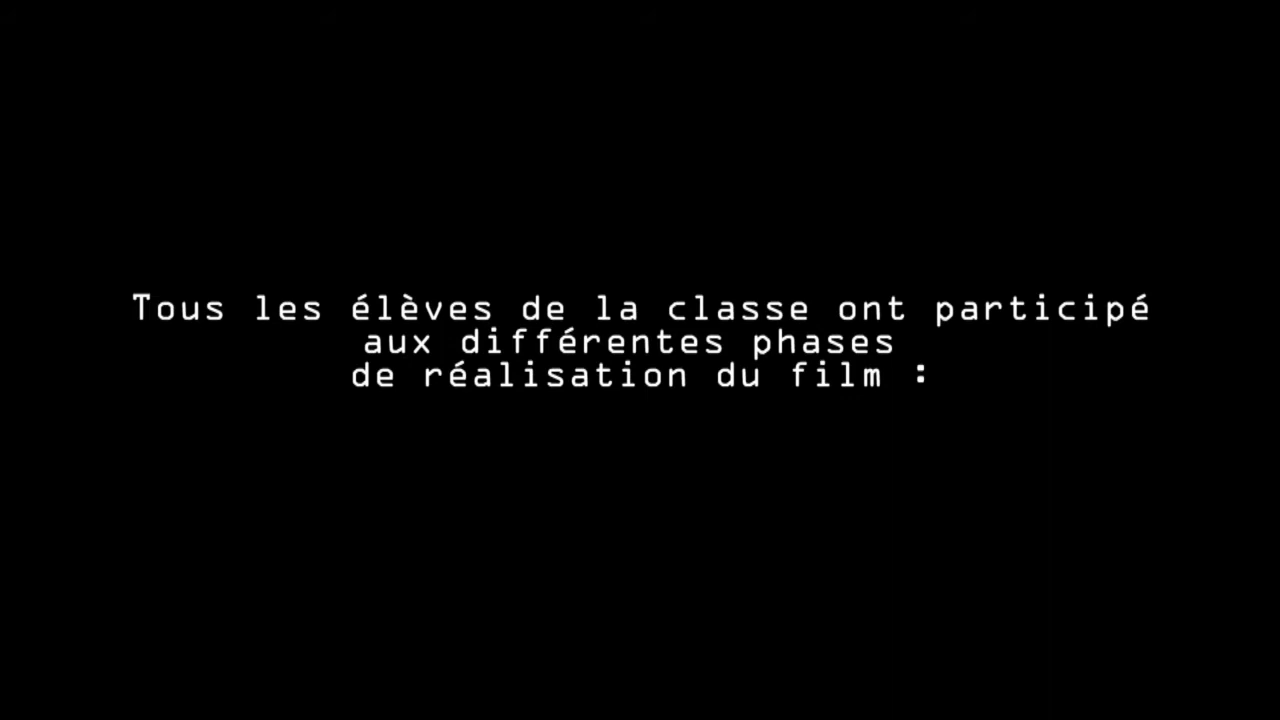 Tous les élèves de la classe ont participé
aux différentes phases
de réalisation du film :